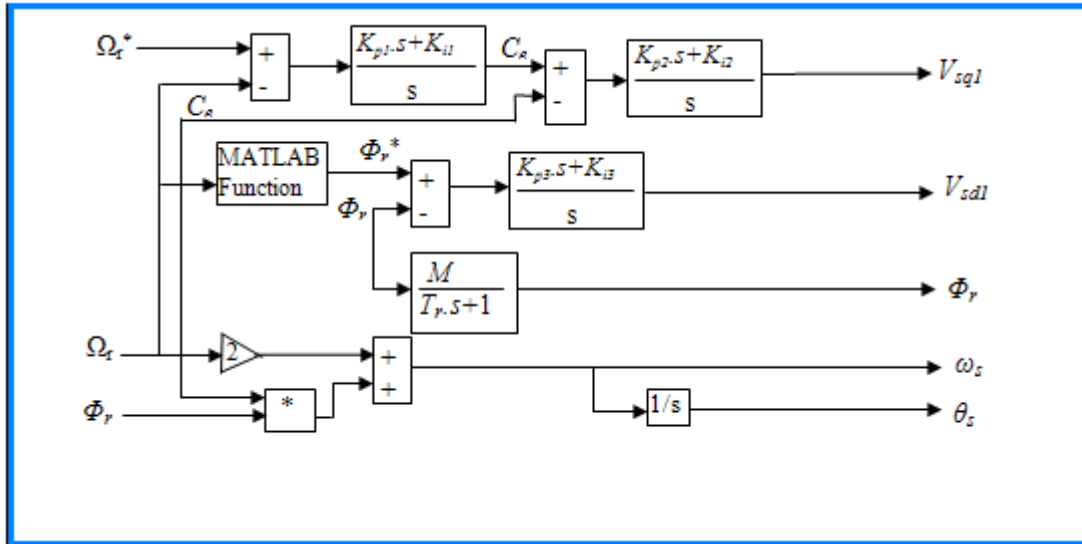 Ωr*
+
-
Kp1.s+Ki1
s
Ce
+
-
Kp2.s+Ki2
s
Vsq1
Ce
MATLAB
Function
Φr*
+
-
Kp3.s+Ki3
s
Vsd1
Φr
M
Tr.s+1
Φr
Ωr
2
+
+
ωs
Φr
*
1/s
θs